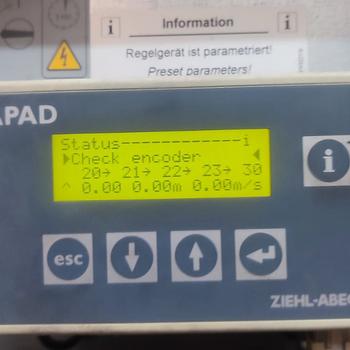 i Information i
Regelgerät ist parametriert!
Preset parameters!
APAD
Status------------i
Check encoder
20→ 21→ 22→ 23→ 30
^ 0.00 0.00m 0.00m/s
i
esc
ZIEHL-ABEG